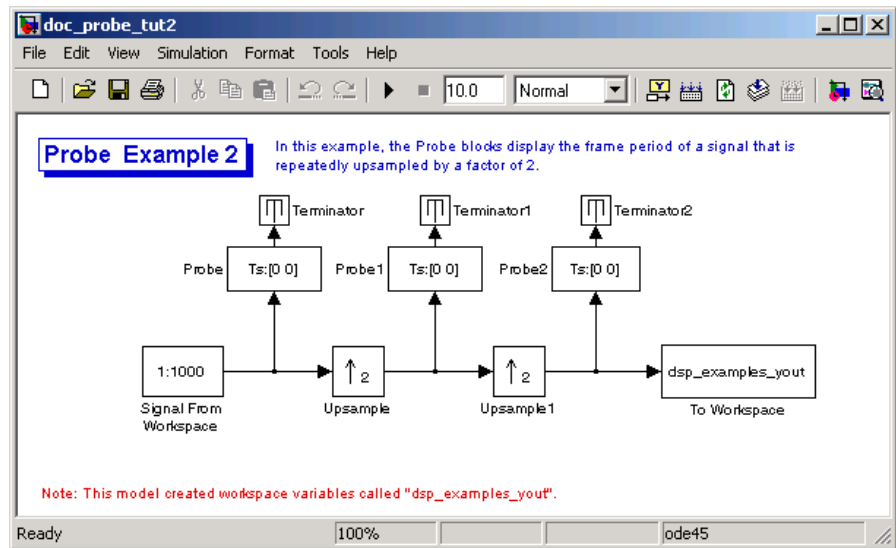 doc_probe_tut2
File Edit View Simulation Format Tools Help
10.0 Normal
Probe Example 2
In this example, the Probe blocks display the frame period of a signal that is
repeatedly upsampled by a factor of 2.
Terminator Terminator1 Terminator2
Probe Ts:[0 0] Probe1 Ts:[0 0] Probe2 Ts:[0 0]
1:1000 2 2 dsp_examples_yout
Signal From
Workspace
Upsample Upsample1 To Workspace
Note: This model created workspace variables called "dsp_examples_yout".
Ready 100% ode45